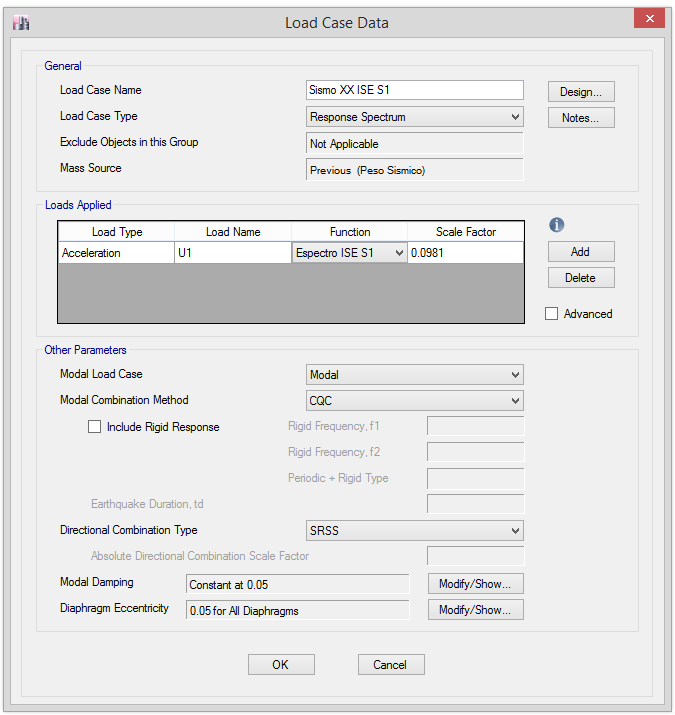 Load Case Data
General
Load Case Name Sismo XX ISE S1 Design...
Load Case Type Response Spectrum Notes...
Exclude Objects in this Group Not Applicable
Mass Source Previous (Peso Sismico)
Loads Applied
Load Type Load Name Function Scale Factor
Acceleration U1 Espectro ISE S1 0.0981
Add
Delete
Advanced
Other Parameters
Modal Load Case Modal
Modal Combination Method CQC
Include Rigid Response Rigid Frequency, f1
Rigid Frequency, f2
Periodic + Rigid Type
Earthquake Duration, td
Directional Combination Type SRSS
Absolute Directional Combination Scale Factor
Modal Damping Constant at 0.05 Modify/Show...
Diaphragm Eccentricity 0.05 for All Diaphragms Modify/Show...
OK Cancel